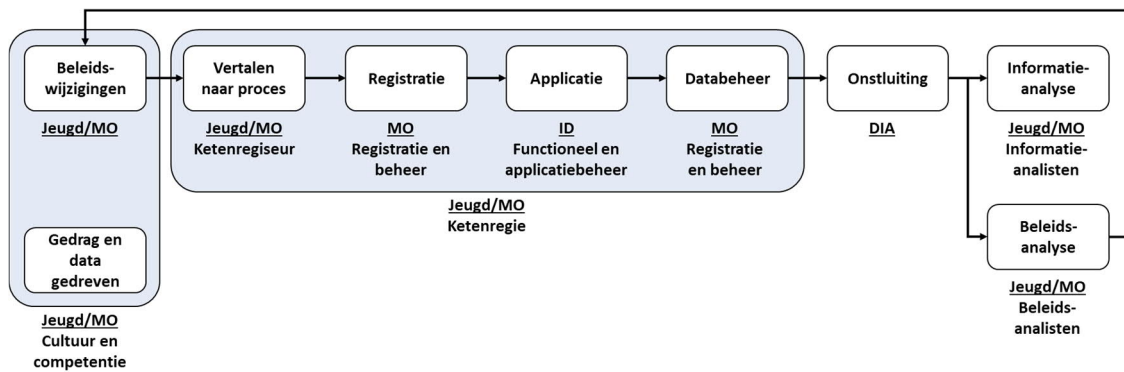 Beleids-
wijzigingen
Jeugd/MO
Gedrag en
data
gedreven
Jeugd/MO
Cultuur en
competentie
Vertalen
naar proces
Jeugd/MO
Ketenregiseur
Registratie
MO
Registratie en
beheer
Applicatie
ID
Functioneel en
applicatiebeheer
Databeheer
MO
Registratie
en beheer
Jeugd/MO
Ketenregie
Onstluiting
DIA
Informatie-
analyse
Jeugd/MO
Informatie-
analisten
Beleids-
analyse
Jeugd/MO
Beleids-
analisten